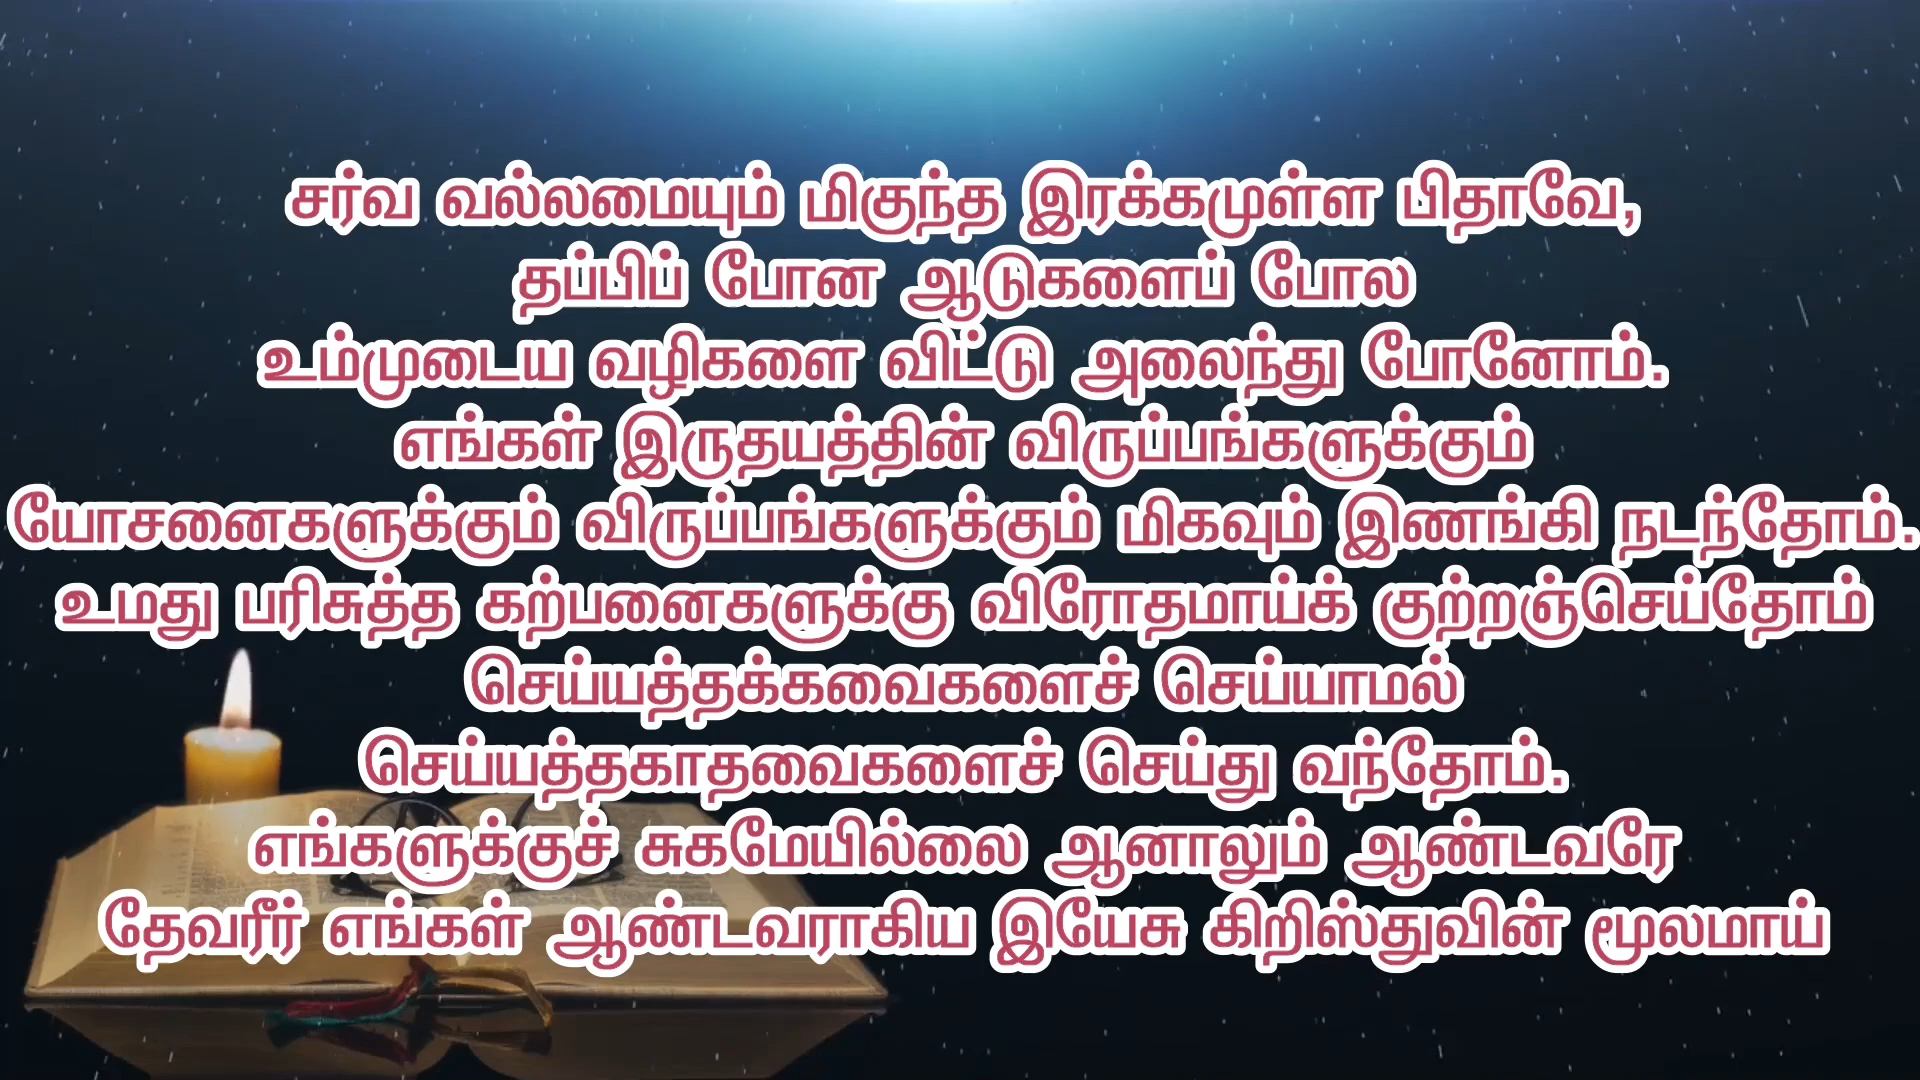 சர்வ வல்லமையும் மிகுந்த இரக்கமுள்ள பிதாவே,
தப்பிப் போன ஆடுகளைப் போல
உம்முடைய வழிகளை விட்டு அலைந்து போனோம்.
எங்கள் இருதயத்தின் விருப்பங்களுக்கும்
யோசனைகளுக்கும் விருப்பங்களுக்கும் மிகவும் இணங்கி நடந்தோம்.
உமது பரிசுத்த கற்பனைகளுக்கு விரோதமாய்க் குற்றஞ்செய்தோம்
செய்யத்தக்கவைகளைச் செய்யாமல்
செய்யத்தகாதவைகளைச் செய்து வந்தோம்.
எங்களுக்குச் சுகமேயில்லை ஆனாலும் ஆண்டவரே
தேவரீர் எங்கள் ஆண்டவராகிய இயேசு கிறிஸ்துவின் மூலமாய்